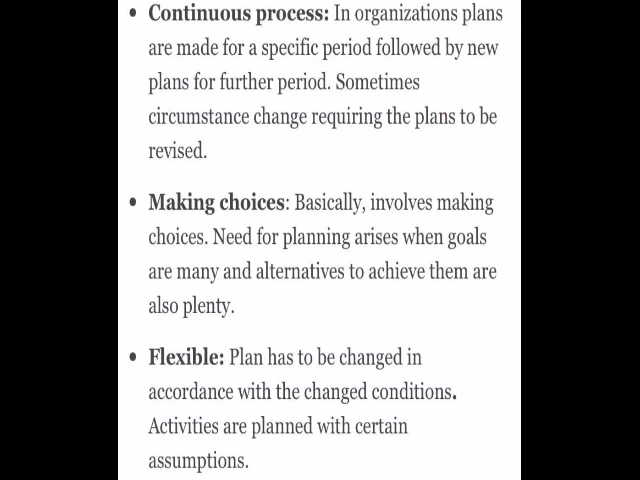 • Continuous process: In organizations plans
are made for a specific period followed by new
plans for further period. Sometimes
circumstance change requiring the plans to be
revised.
• Making choices: Basically, involves making
choices. Need for planning arises when goals
are many and alternatives to achieve them are
also plenty.
• Flexible: Plan has to be changed in
accordance with the changed conditions.
Activities are planned with certain
assumptions.